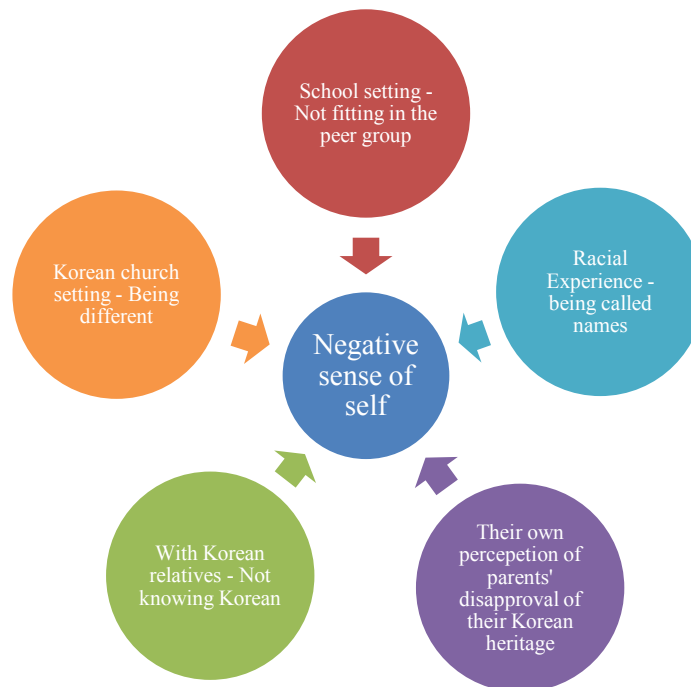 School setting -
Not fitting in the
peer group
Racial
Experience -
being called
names
Their own
percepetion of
parents'
disapproval of
their Korean
heritage
With Korean
relatives - Not
knowing Korean
Korean church
setting - Being
different
Negative
sense of
self